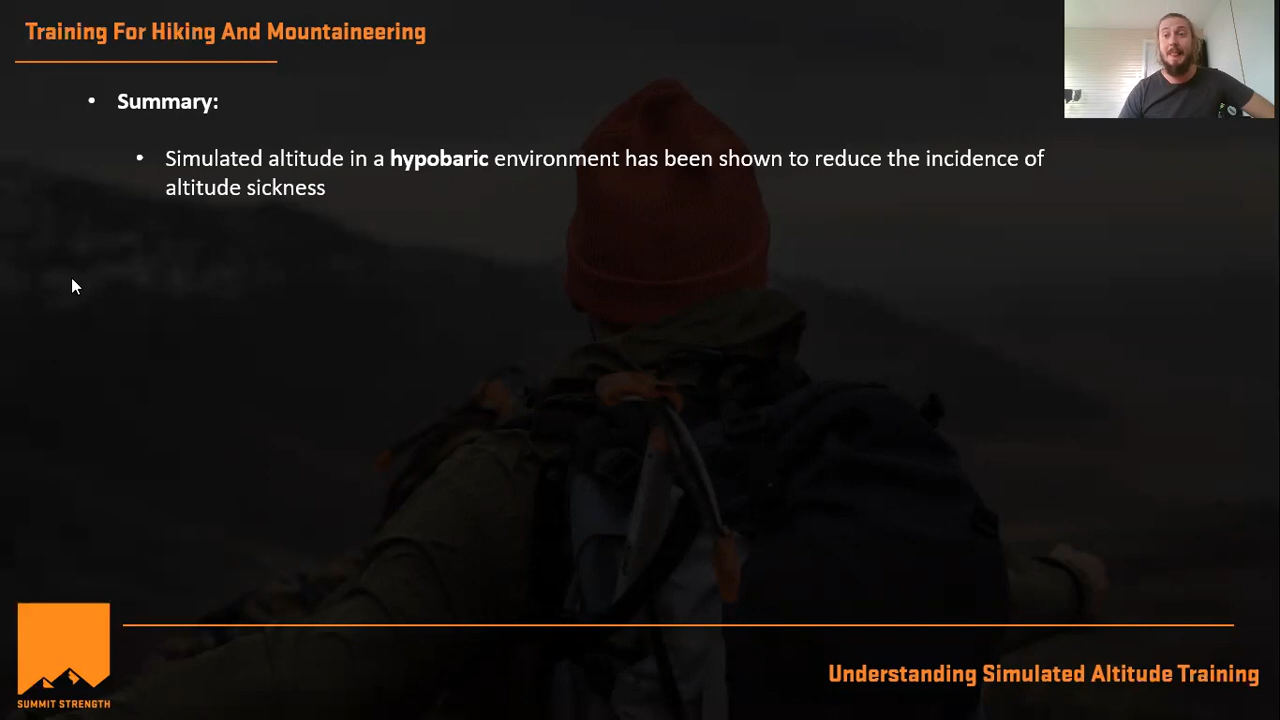 Training For Hiking And Mountaineering
• Summary:
• Simulated altitude in a hypobaric environment has been shown to reduce the incidence of
altitude sickness
SUMMIT STRENGTH
Understanding Simulated Altitude Training